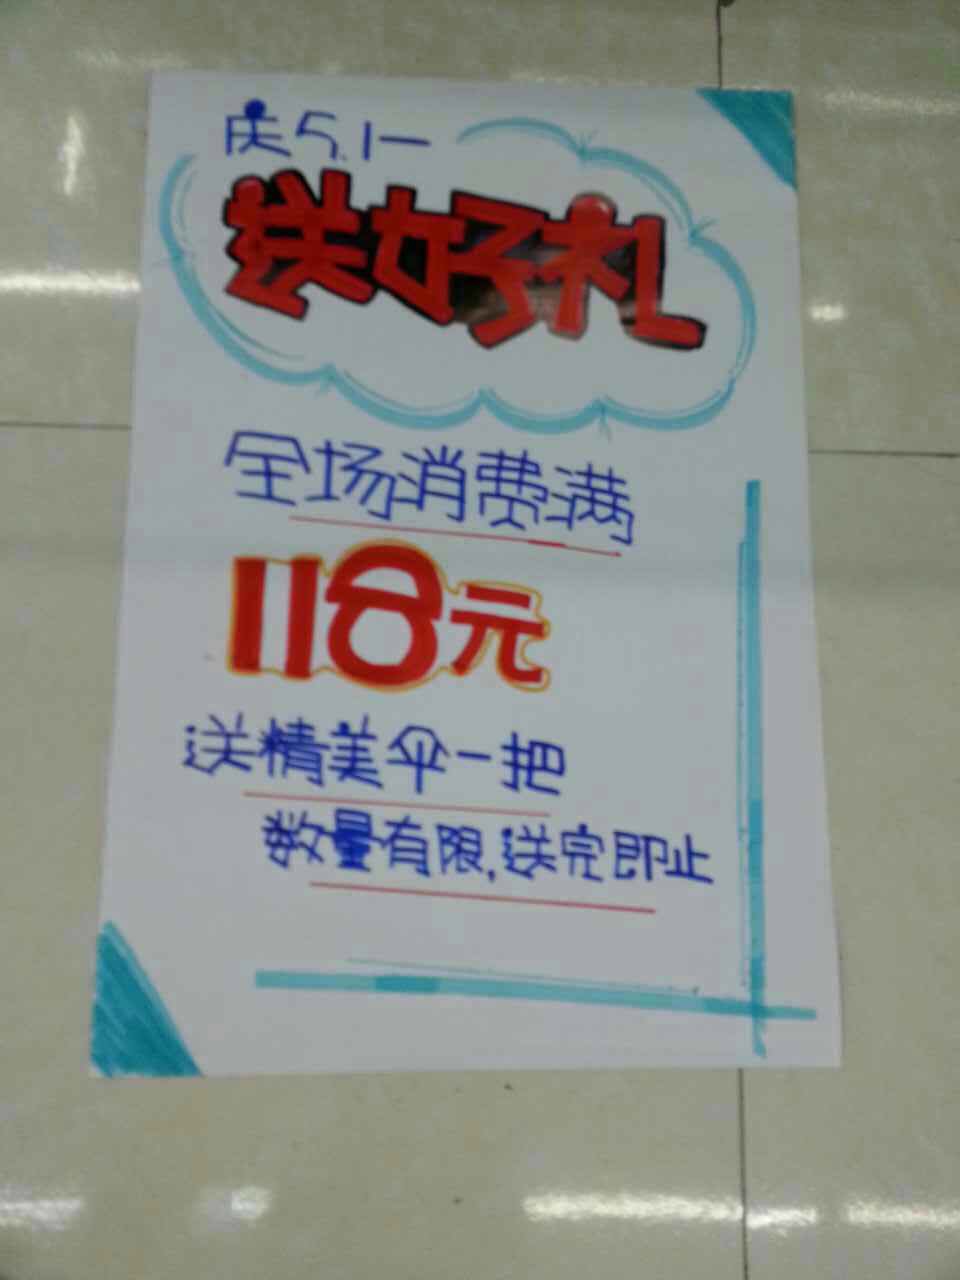 庆5.1一
送好礼
全场消费满
118元
送精美伞一把
数量有限,送完即止